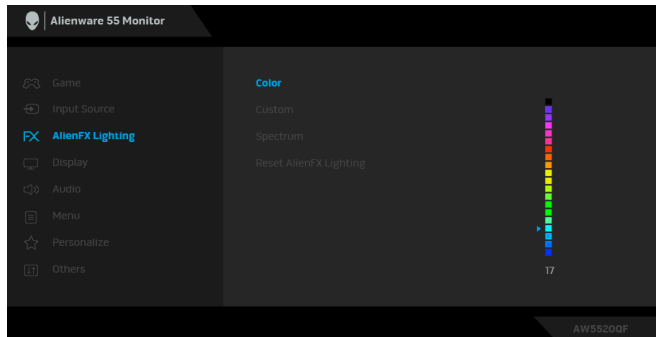 Alienware 55 Monitor
Game
Input Source
FX AlienFX Lighting
Display
Audio
Menu
Personalize
Others
Color
Custom
Spectrum
Reset AlienFX Lighting
17
AW5520QF